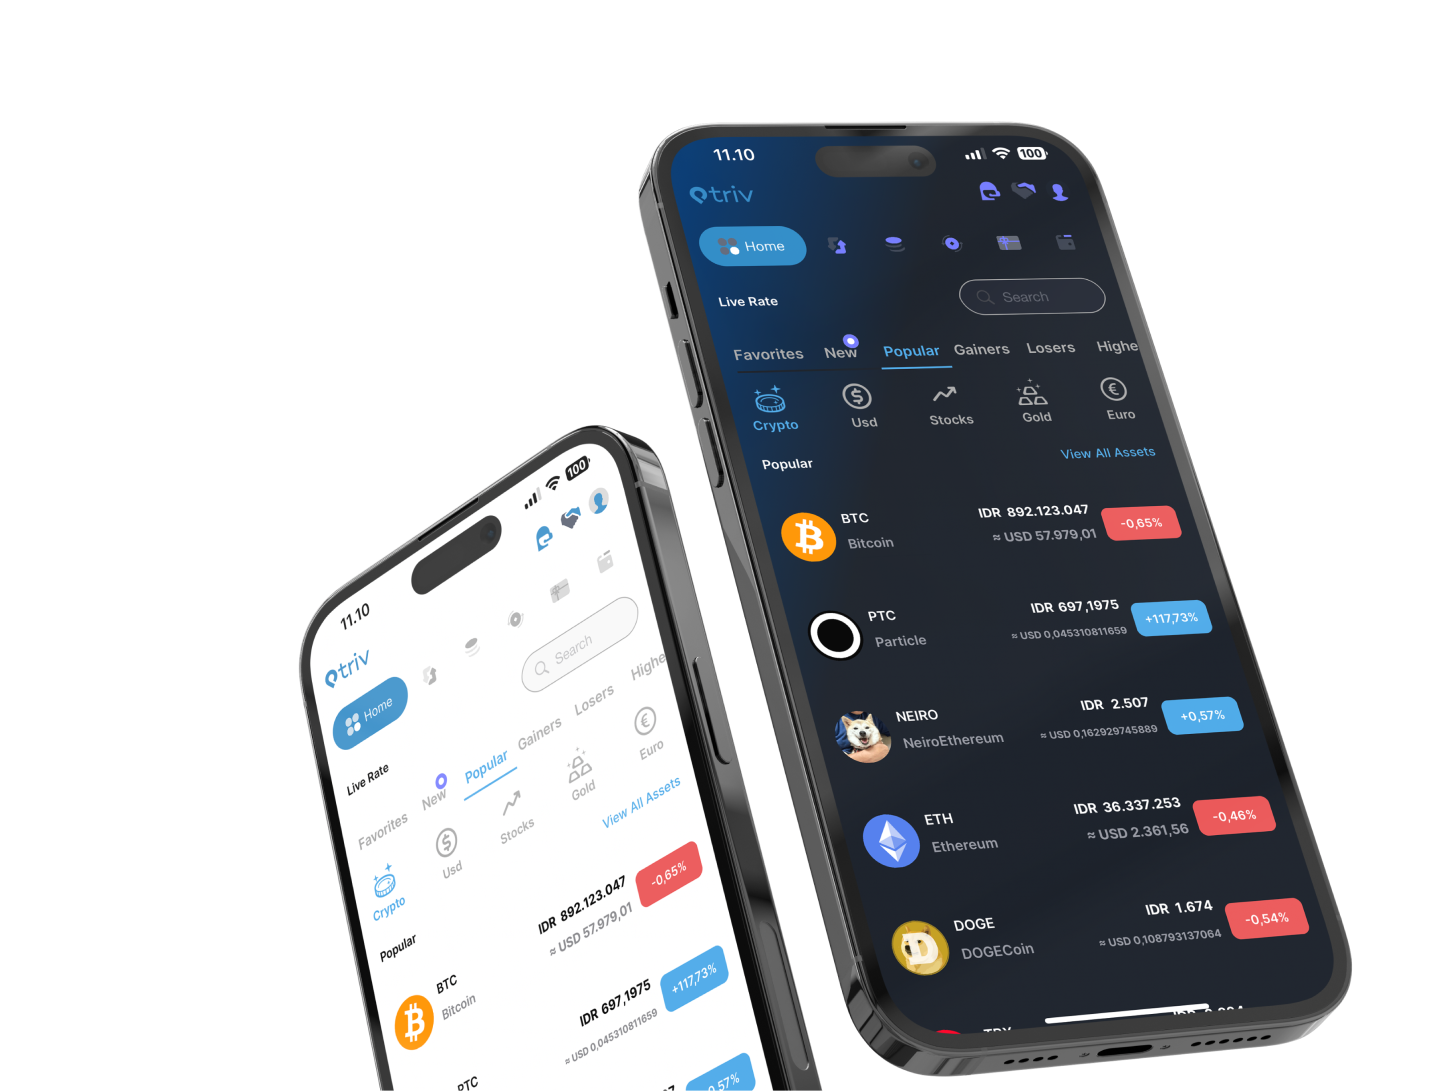 11.10
100
triv
Home
Live Rate
Search
Favorites New Popular Gainers Losers Highe
Crypto Usd Stocks Gold Euro
Popular
View All Assets
BTC
Bitcoin
IDR 892.123.047
≈ USD 57.979,01
-0,65%
PTC
Particle
IDR 697,1975
≈ USD 0,045310811659
+117,73%
NEIRO
NeiroEthereum
IDR 2.507
≈ USD 0,162929745889
+0,57%
ETH
Ethereum
IDR 36.337.253
≈ USD 2.361,56
-0,46%
DOGE
DOGECoin
IDR 1.674
≈ USD 0,108793137064
-0,54%
11.10
100
triv
Home
Live Rate
Search
Favorites New Popular Gainers Losers Highe
Crypto Usd Stocks Gold Euro
Popular
View All Assets
BTC
Bitcoin
IDR 892.123.047
≈ USD 57.979,01
-0,65%
PTC
IDR 697,1975
≈ USD 0,045310811659
+117,73%
0,57%